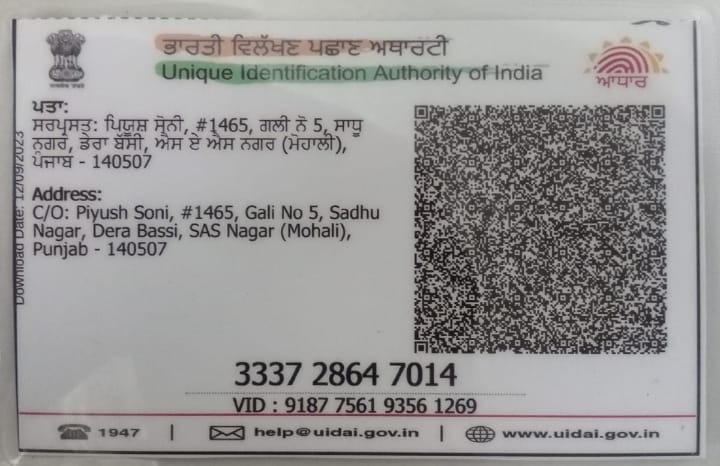 ਭਾਰਤੀ ਵਿਲੱਖਣ ਪਛਾਣ ਅਥਾਰਟੀ
Unique Identification Authority of India
ਆਧਾਰ
ਪਤਾ:
ਸਰਪ੍ਰਸਤ: ਪਿਯੂਸ਼ ਸੋਨੀ, #1465, ਗਲੀ ਨੋ 5, ਸਾਧੂ
ਨਗਰ, ਡੇਰਾ ਬੱਸੀ, ਐਸ ਏ ਐਸ ਨਗਰ (ਮੋਹਾਲੀ),
ਪੰਜਾਬ - 140507
Address:
C/O: Piyush Soni, #1465, Gali No 5, Sadhu
Nagar, Dera Bassi, SAS Nagar (Mohali),
Punjab - 140507
Download Date: 12/09/2023
3337 2864 7014
VID : 9187 7561 9356 1269
1947 | help@uidai.gov.in | www.uidai.gov.in